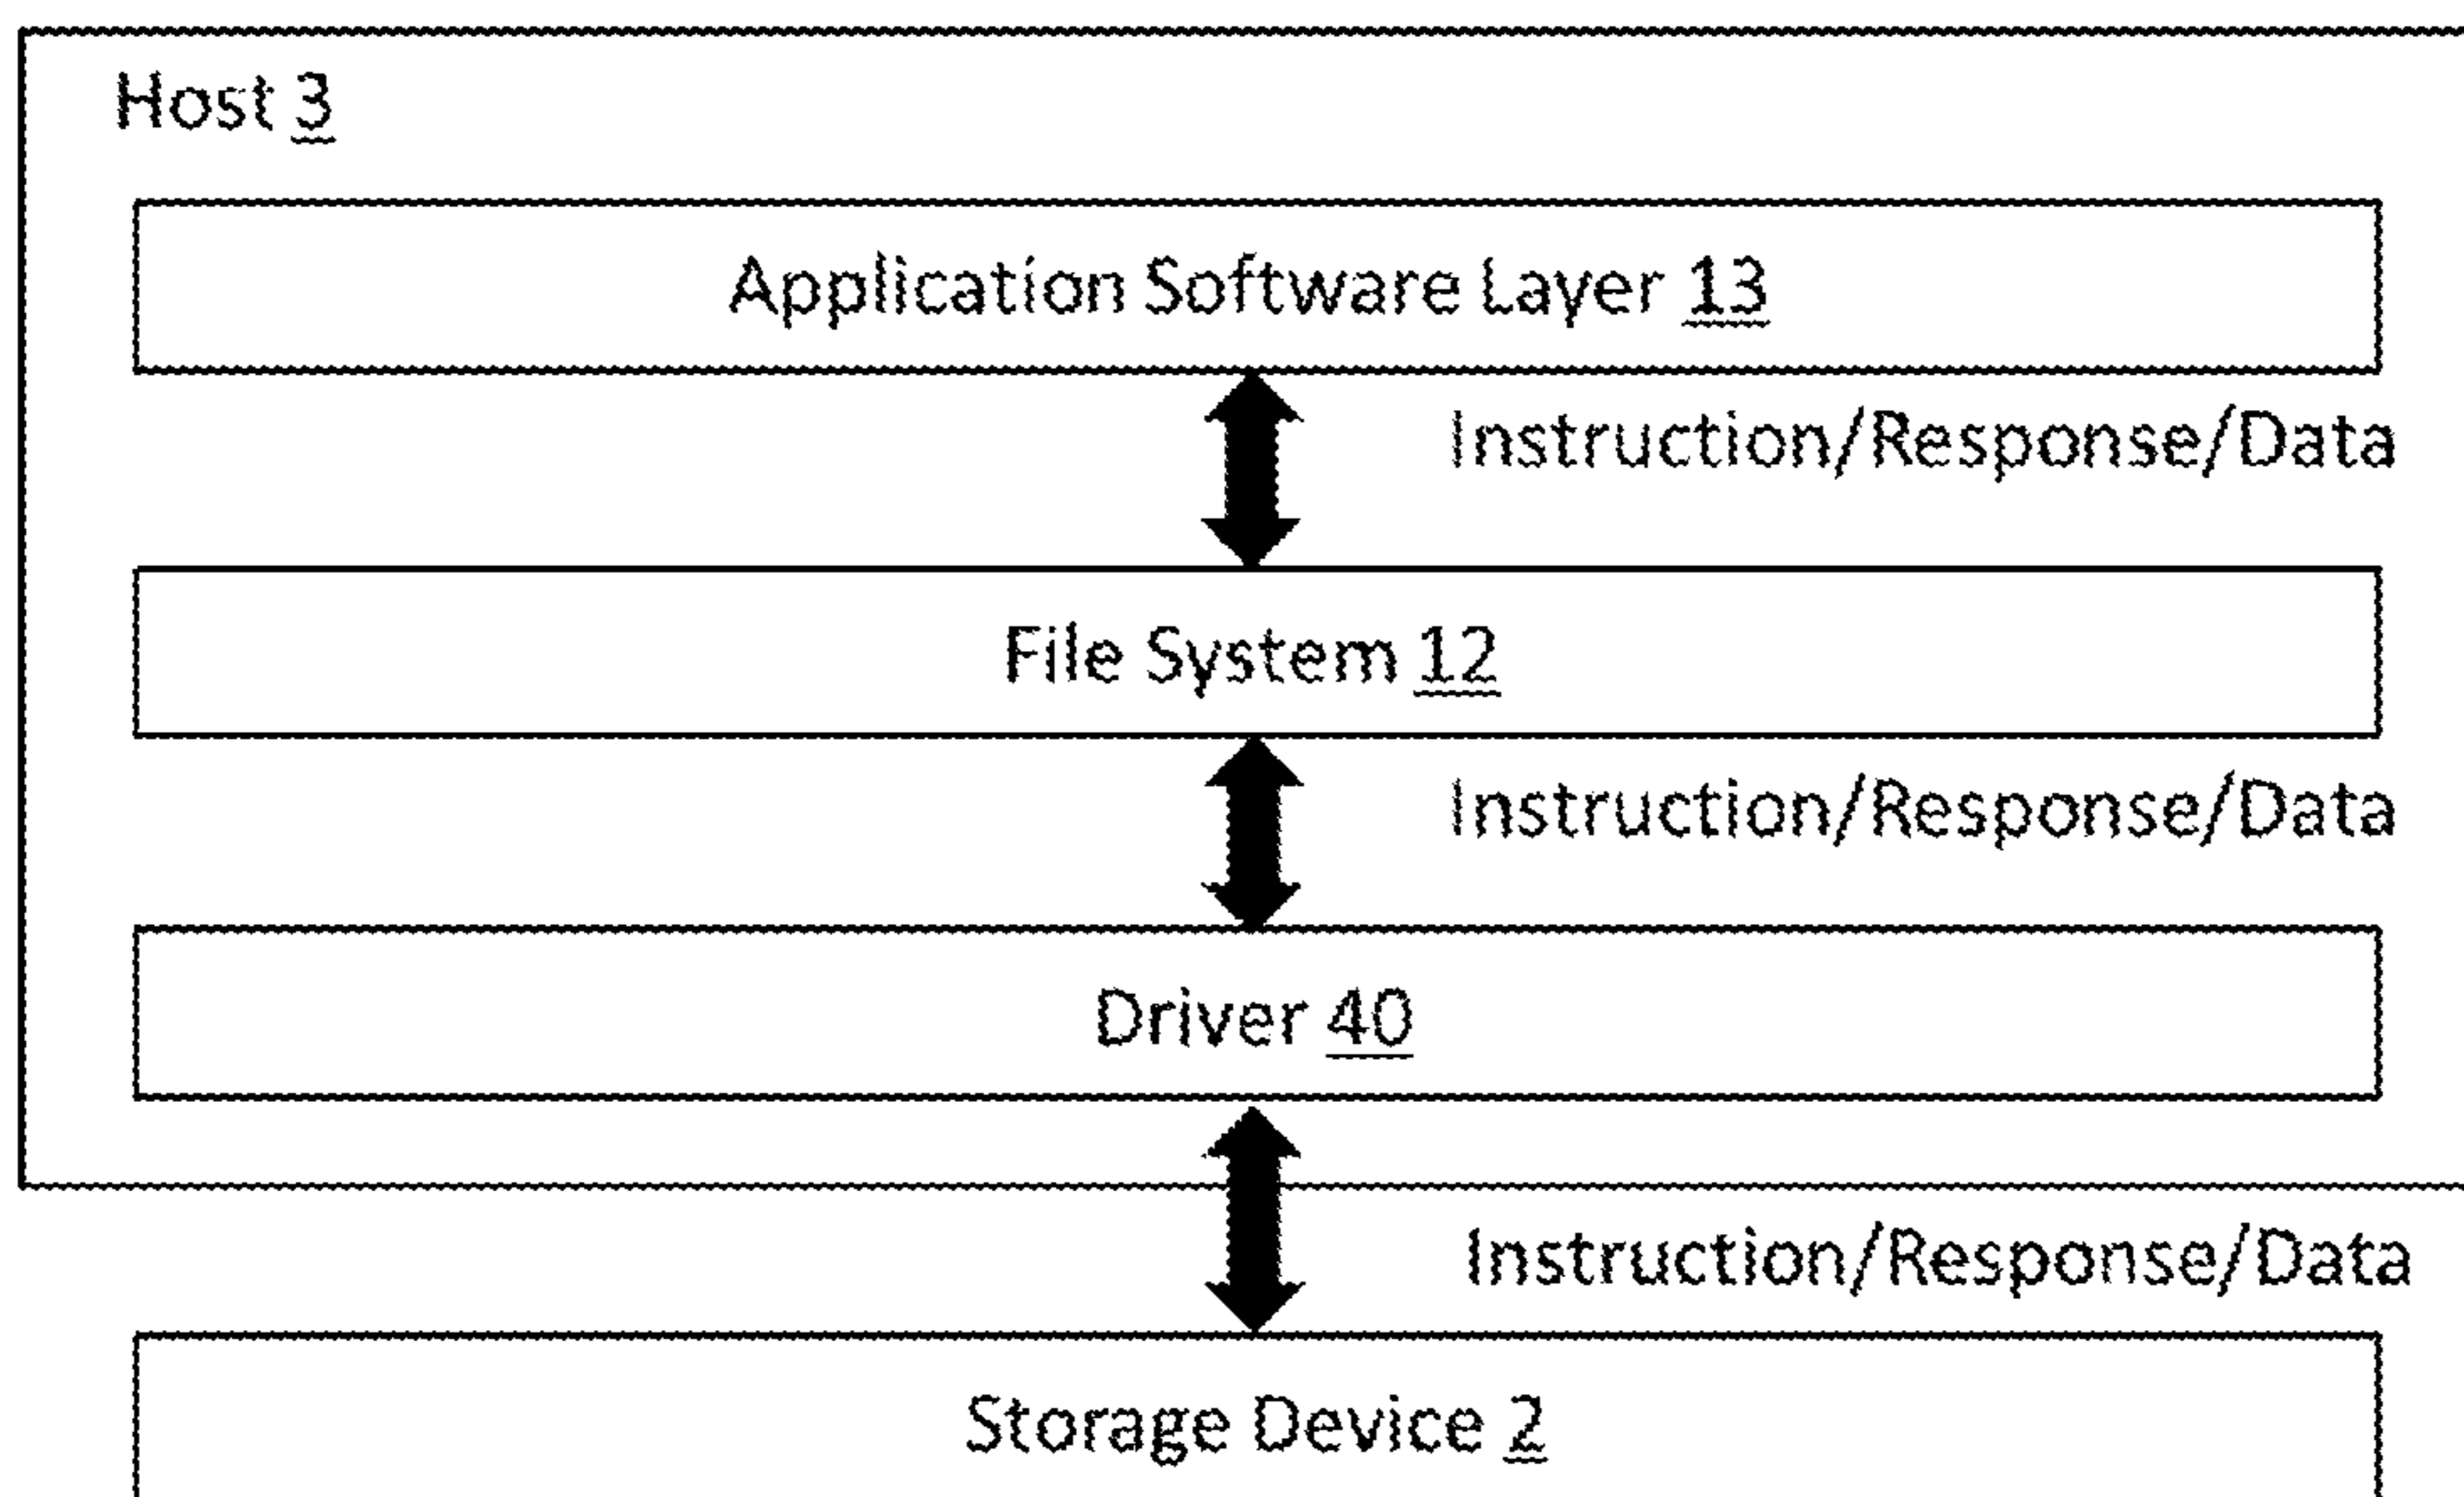 Host 3
Application Software Layer 13
Instruction/Response/Data
File System 12
Instruction/Response/Data
Driver 40
Instruction/Response/Data
Storage Device 2